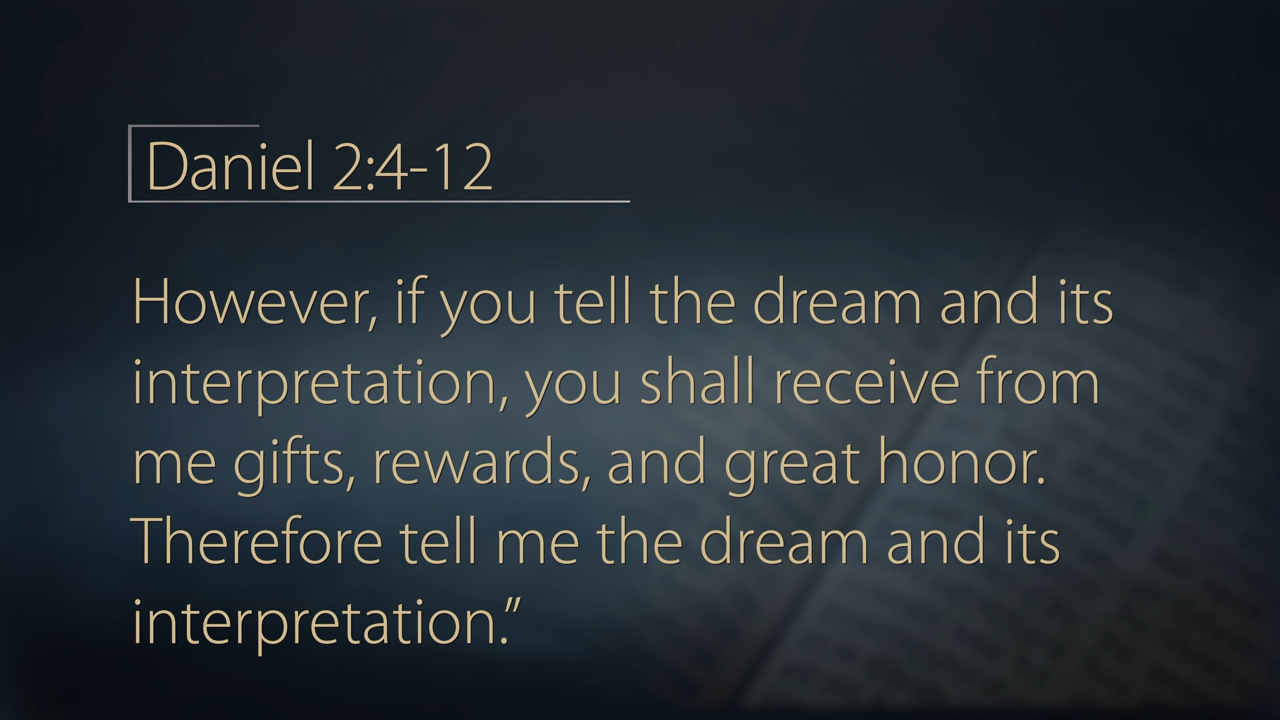 Daniel 2:4-12
However, if you tell the dream and its
interpretation, you shall receive from
me gifts, rewards, and great honor.
Therefore tell me the dream and its
interpretation.”